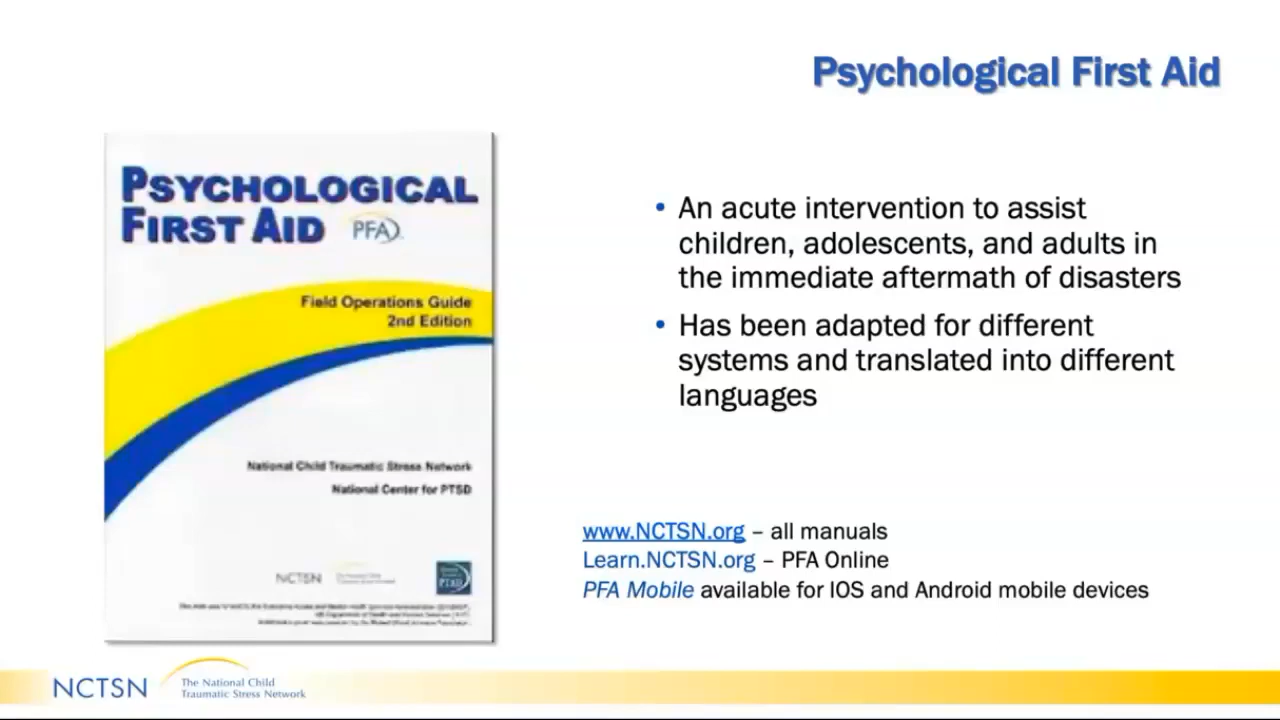 Psychological First Aid
PSYCHOLOGICAL
FIRST AID PFA
Field Operations Guide
2nd Edition
National Child Traumatic Stress Network
National Center for PTSD
NCTSN
PTSD
• An acute intervention to assist
children, adolescents, and adults in
the immediate aftermath of disasters
• Has been adapted for different
systems and translated into different
languages
www.NCTSN.org – all manuals
Learn.NCTSN.org – PFA Online
PFA Mobile available for IOS and Android mobile devices
NCTSN
The National Child
Traumatic Stress Network